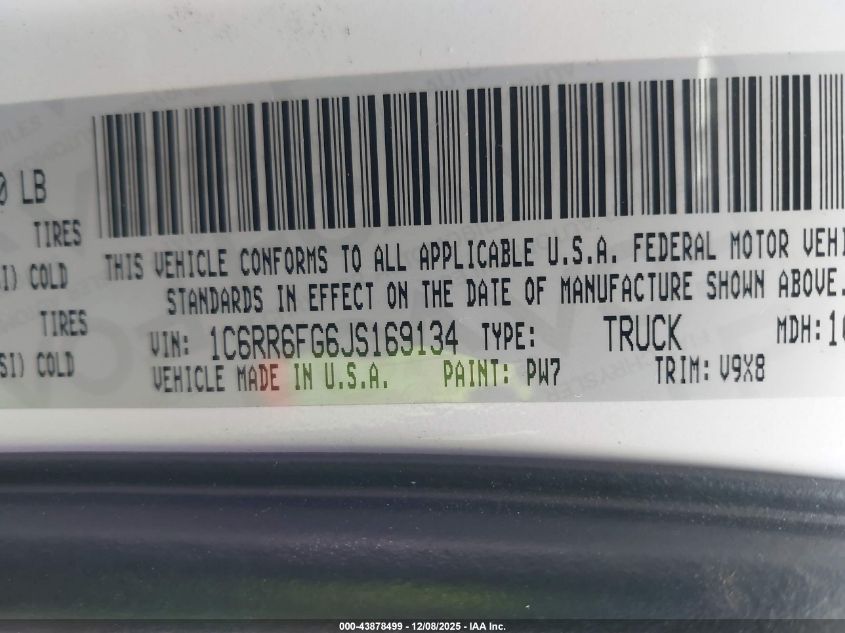 0 LB
TIRES
SI) COLD
TIRES
SI) COLD
THIS VEHICLE CONFORMS TO ALL APPLICABLE U.S.A. FEDERAL MOTOR VEHI
STANDARDS IN EFFECT ON THE DATE OF MANUFACTURE SHOWN ABOVE.
VIN: 1C6RR6FG6JS169134 TYPE: TRUCK MDH: 10
VEHICLE MADE IN U.S.A. PAINT: PW7 TRIM: V9X8
000-43878499 - 12/08/2025 - IAA Inc.